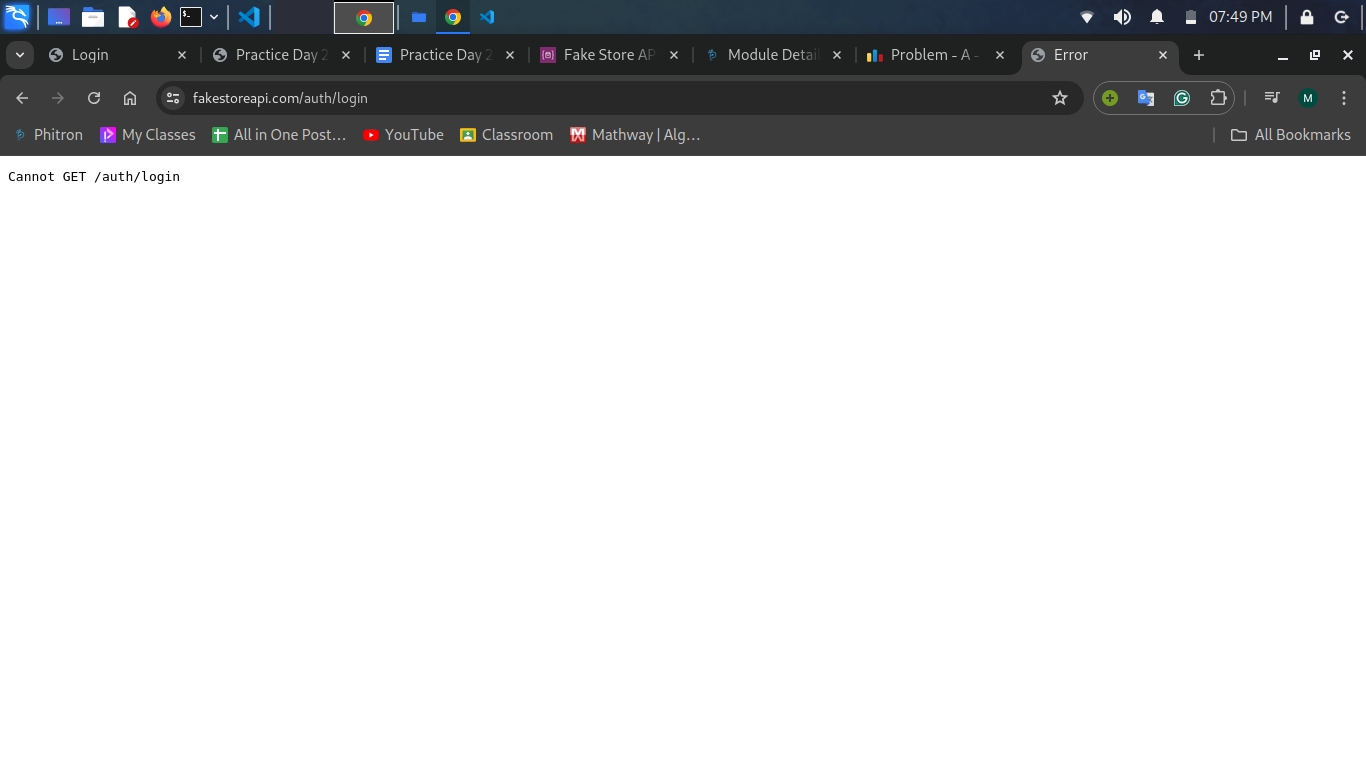 07:49 PM
Login
Practice Day 2
Practice Day 2
Fake Store AP
Module Detail
Problem - A -
Error
fakestoreapi.com/auth/login
M
Phitron
My Classes
All in One Post…
YouTube
Classroom
Mathway | Alg…
All Bookmarks
Cannot GET /auth/login